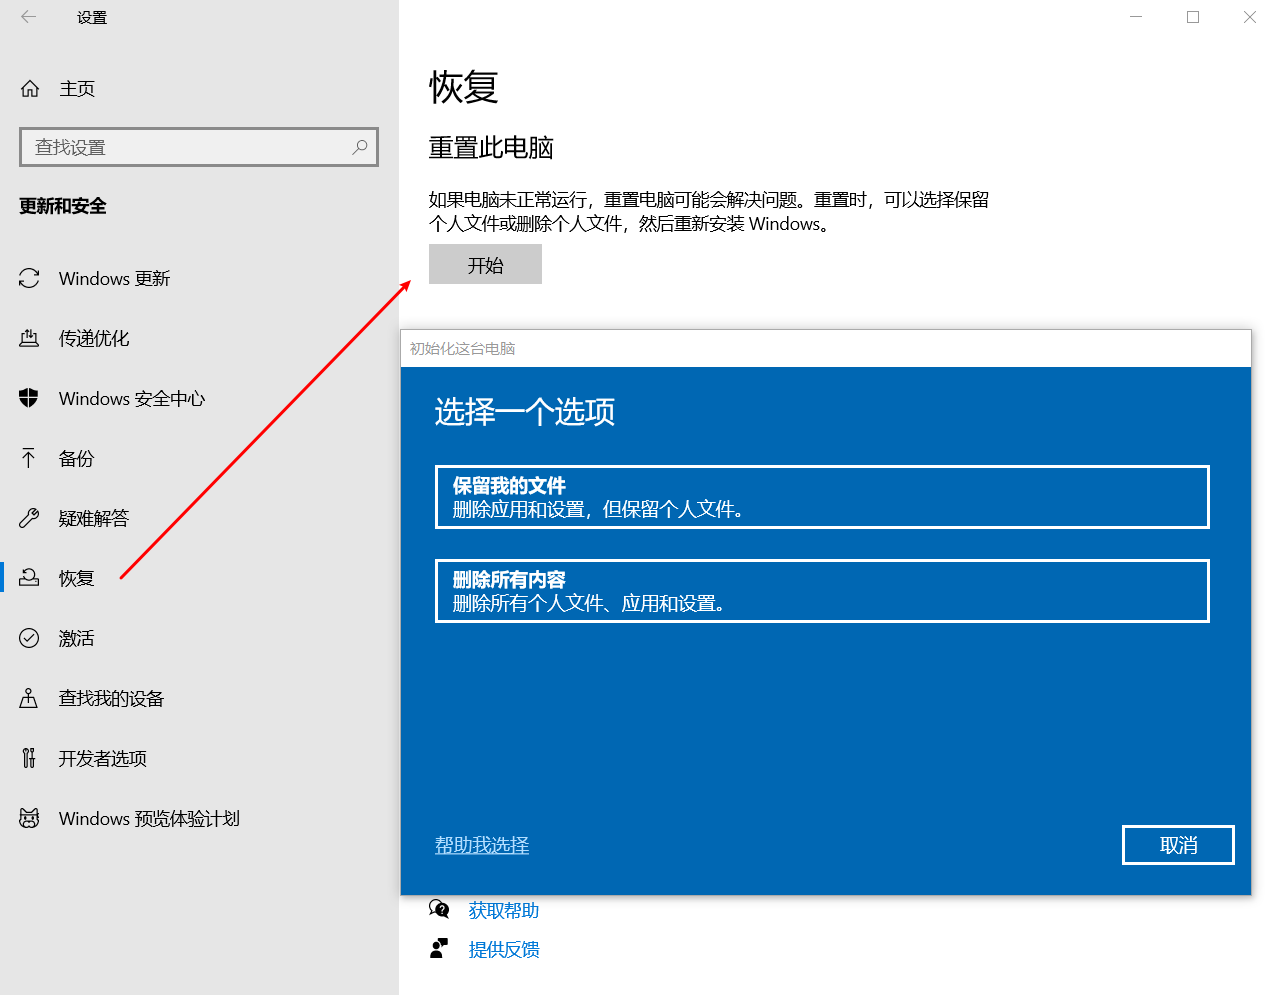 设置
主页
查找设置
更新和安全
Windows 更新
传递优化
Windows 安全中心
备份
疑难解答
恢复
激活
查找我的设备
开发者选项
Windows 预览体验计划
恢复
重置此电脑
如果电脑未正常运行，重置电脑可能会解决问题。重置时，可以选择保留
个人文件或删除个人文件，然后重新安装 Windows。
开始
初始化这台电脑
选择一个选项
保留我的文件
删除应用和设置，但保留个人文件。
删除所有内容
删除所有个人文件、应用和设置。
帮助我选择
取消
获取帮助
提供反馈